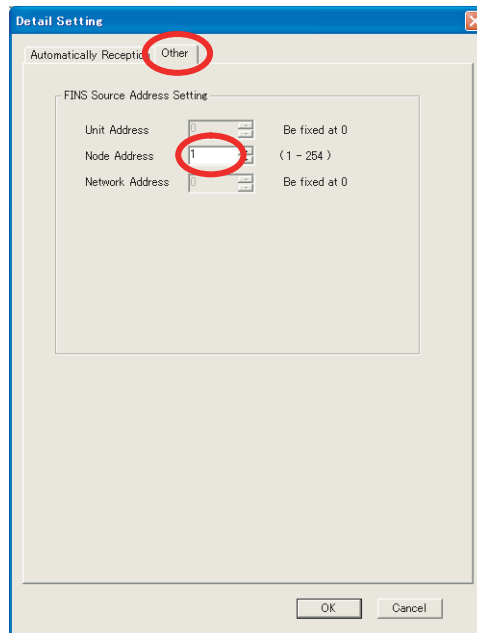 Detail Setting
Automatically Reception Other
FINS Source Address Setting
Unit Address 0 Be fixed at 0
Node Address 1 (1 - 254)
Network Address 0 Be fixed at 0
OK Cancel